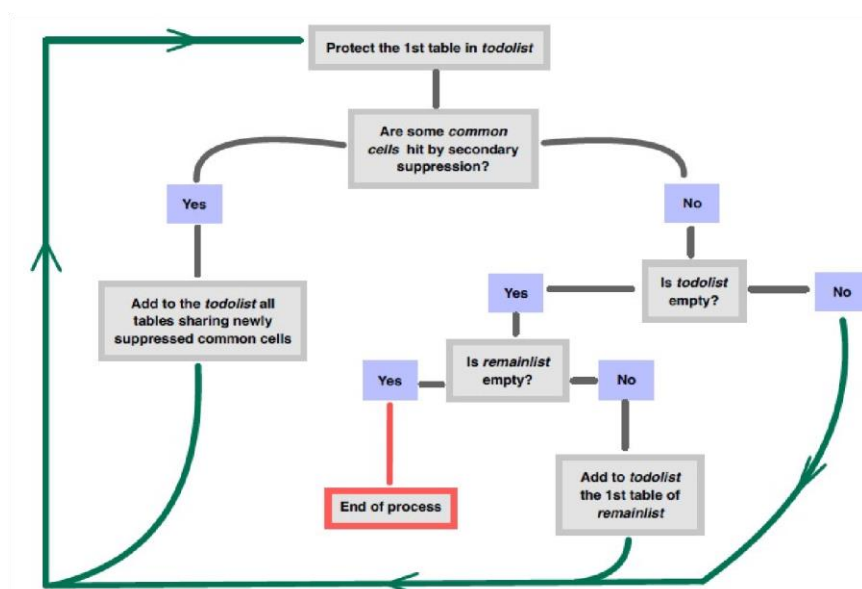 Protect the 1st table in todolist
Are some common
cells hit by secondary
suppression?
Yes
No
Add to the todolist all
tables sharing newly
suppressed common cells
Is todolist
empty?
Yes
No
Is remainlist
empty?
Yes
No
End of process
Add to todolist
the 1st table of
remainlist